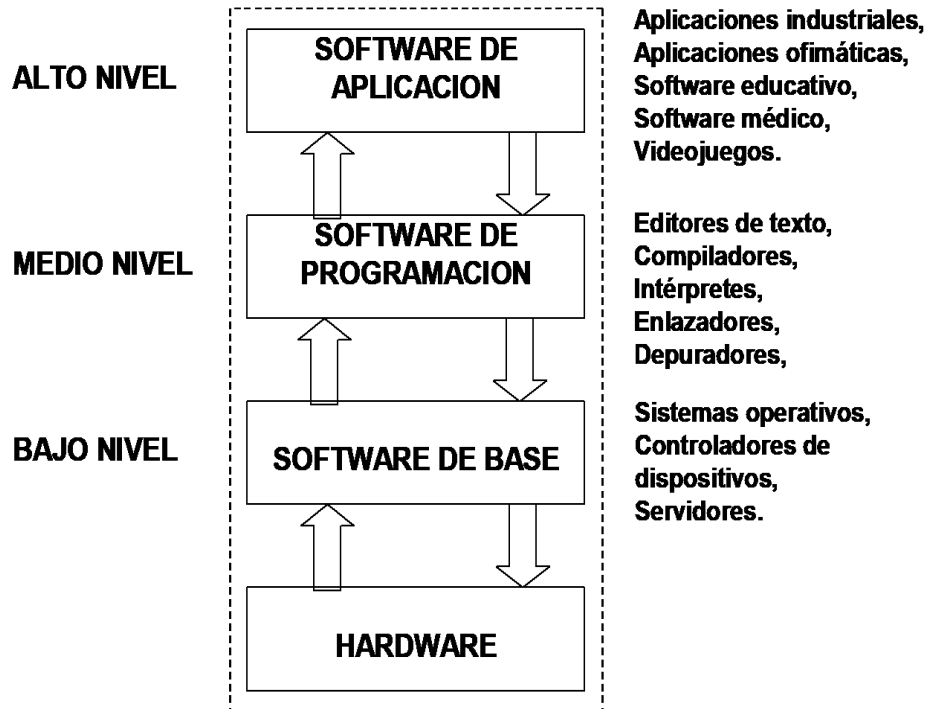 ALTO NIVEL
SOFTWARE DE
APLICACION
Aplicaciones industriales,
Aplicaciones ofimáticas,
Software educativo,
Software médico,
Videojuegos.
MEDIO NIVEL
SOFTWARE DE
PROGRAMACION
Editores de texto,
Compiladores,
Intérpretes,
Enlazadores,
Depuradores,
BAJO NIVEL
SOFTWARE DE BASE
Sistemas operativos,
Controladores de
dispositivos,
Servidores.
HARDWARE